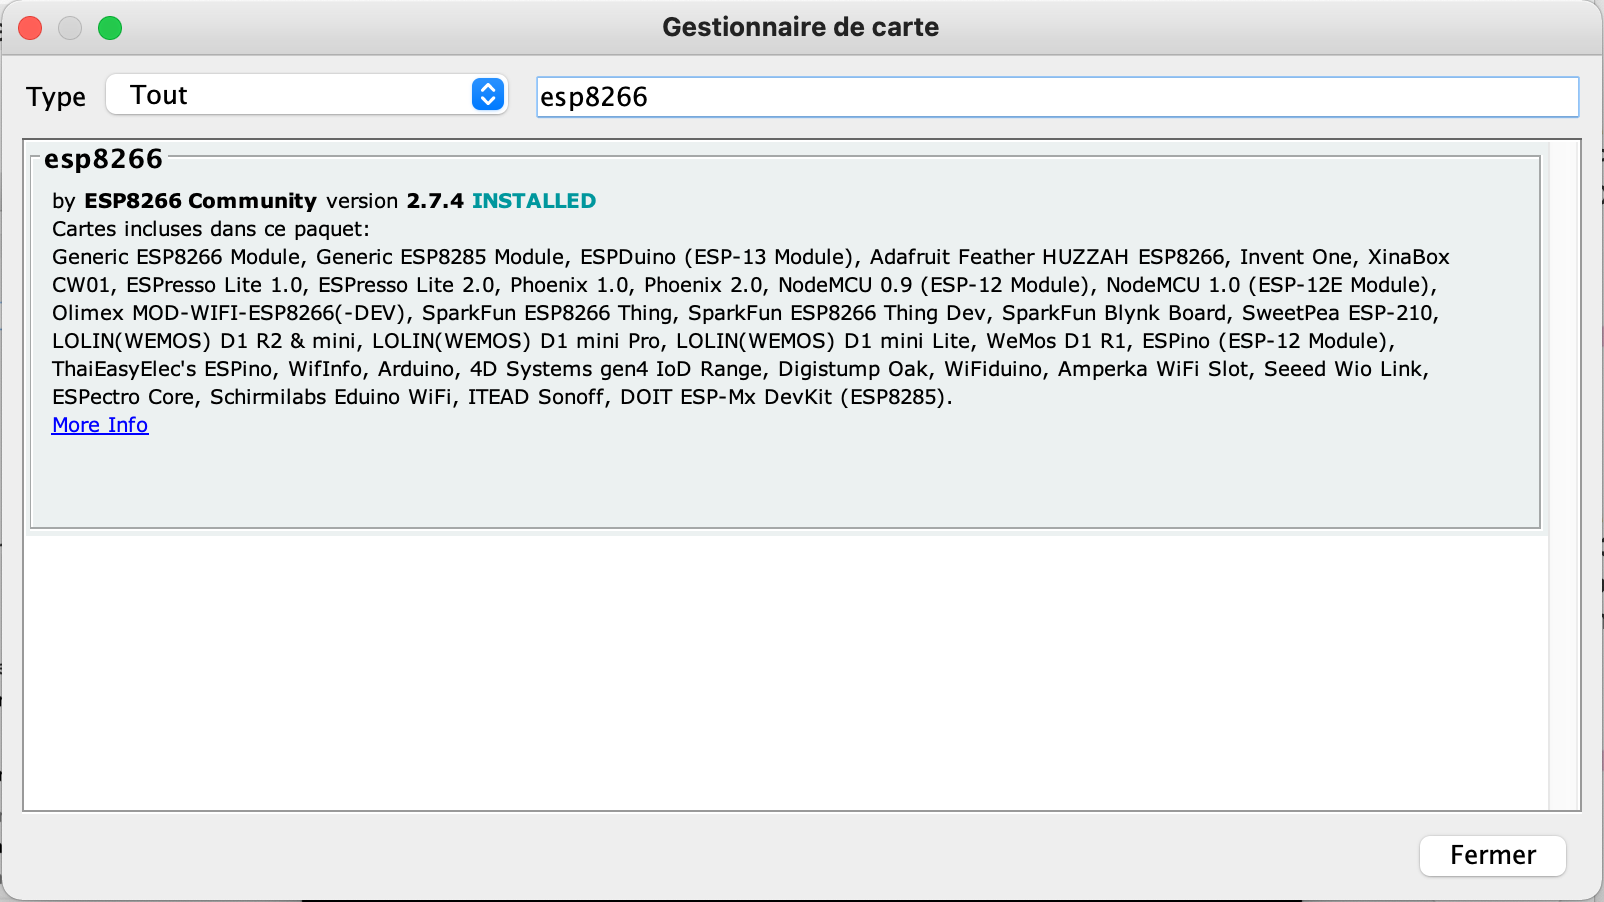 Gestionnaire de carte
Type Tout esp8266
esp8266
by ESP8266 Community version 2.7.4 INSTALLED
Cartes incluses dans ce paquet:
Generic ESP8266 Module, Generic ESP8285 Module, ESPDuino (ESP-13 Module), Adafruit Feather HUZZAH ESP8266, Invent One, XinaBox
CW01, ESPresso Lite 1.0, ESPresso Lite 2.0, Phoenix 1.0, Phoenix 2.0, NodeMCU 0.9 (ESP-12 Module), NodeMCU 1.0 (ESP-12E Module),
Olimex MOD-WIFI-ESP8266(-DEV), SparkFun ESP8266 Thing, SparkFun ESP8266 Thing Dev, SparkFun Blynk Board, SweetPea ESP-210,
LOLIN(WEMOS) D1 R2 & mini, LOLIN(WEMOS) D1 mini Pro, LOLIN(WEMOS) D1 mini Lite, WeMos D1 R1, ESPino (ESP-12 Module),
ThaiEasyElec's ESPino, WifInfo, Arduino, 4D Systems gen4 IoD Range, Digistump Oak, WiFiduino, Amperka WiFi Slot, Seeed Wio Link,
ESPectro Core, Schirmilabs Eduino WiFi, ITEAD Sonoff, DOIT ESP-Mx DevKit (ESP8285).
More Info
Fermer